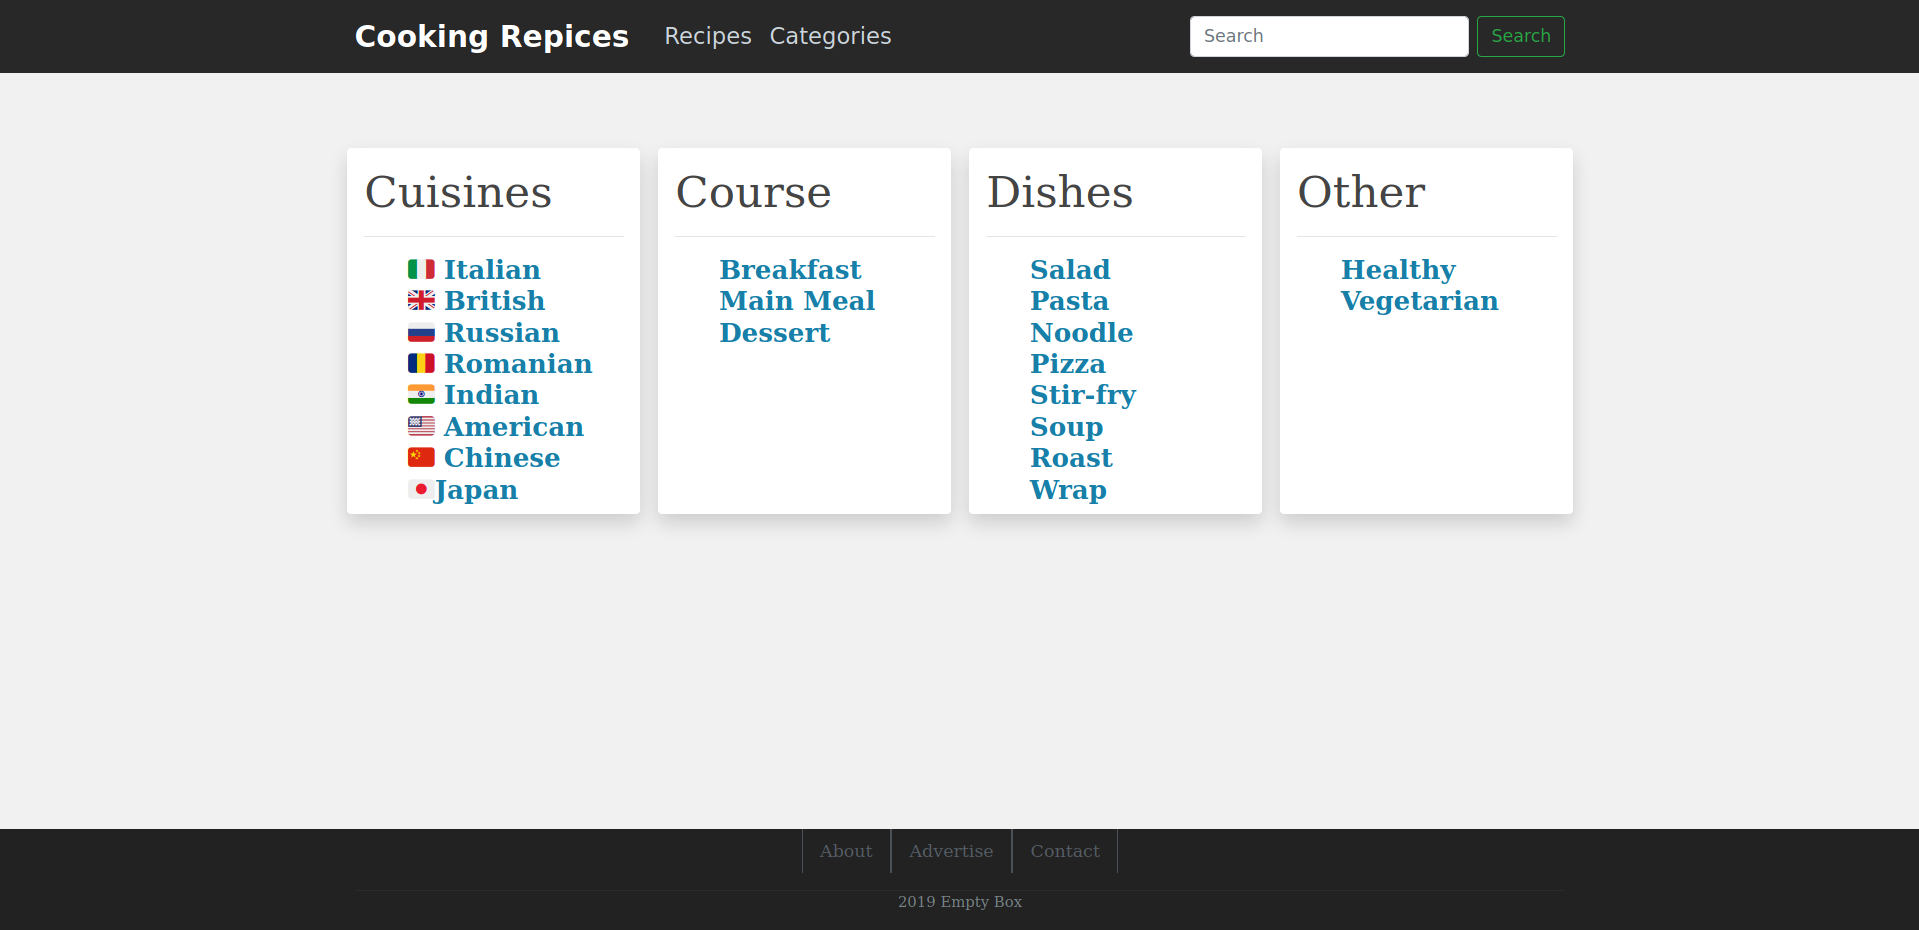 Cooking Repices Recipes Categories Search Search
Cuisines
Italian
British
Russian
Romanian
Indian
American
Chinese
Japan
Course
Breakfast
Main Meal
Dessert
Dishes
Salad
Pasta
Noodle
Pizza
Stir-fry
Soup
Roast
Wrap
Other
Healthy
Vegetarian
About Advertise Contact
2019 Empty Box